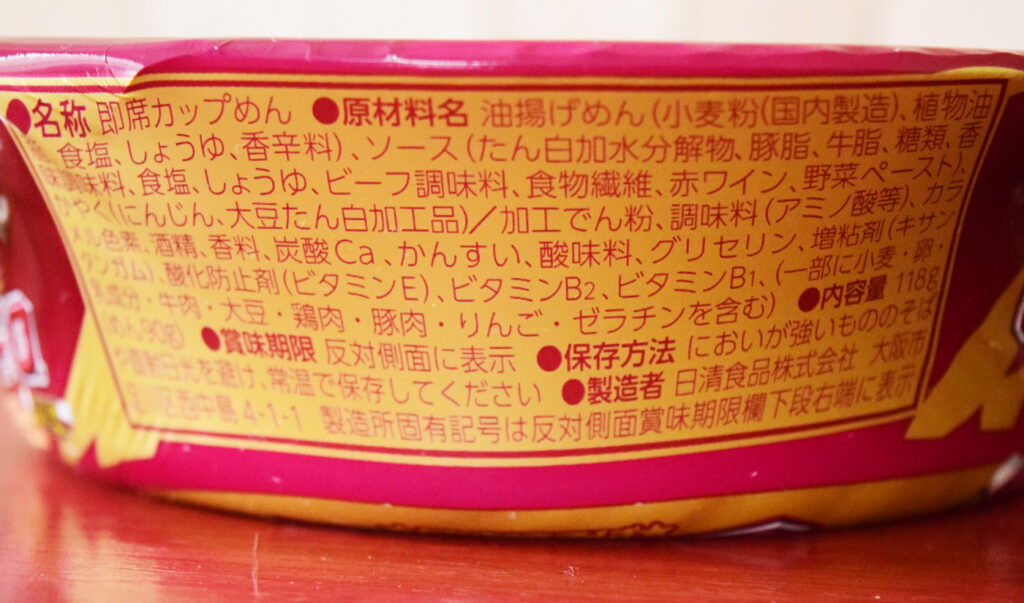 ●名称 即席カップめん ●原材料名 油揚げめん(小麦粉(国内製造)、植物油
脂、食塩、しょうゆ、香辛料)、ソース(たん白加水分解物、豚脂、牛脂、糖類、香
味調味料、食塩、しょうゆ、ビーフ調味料、食物繊維、赤ワイン、野菜ペースト)、
かやく(にんじん、大豆たん白加工品)/加工でん粉、調味料(アミノ酸等)、カラ
メル色素、酒精、香料、炭酸Ca、かんすい、酸味料、グリセリン、増粘剤(キサン
タンガム)、酸化防止剤(ビタミンE)、ビタミンB2、ビタミンB1、(一部に小麦・卵・
乳成分・牛肉・大豆・鶏肉・豚肉・りんご・ゼラチンを含む) ●内容量 118g
(めん90g) ●賞味期限 反対側面に表示 ●保存方法 においが強いもののそば
や直射日光を避け、常温で保存してください ●製造者 日清食品株式会社 大阪市
西中島4-1-1 製造所固有記号は反対側面賞味期限欄下段右端に表示